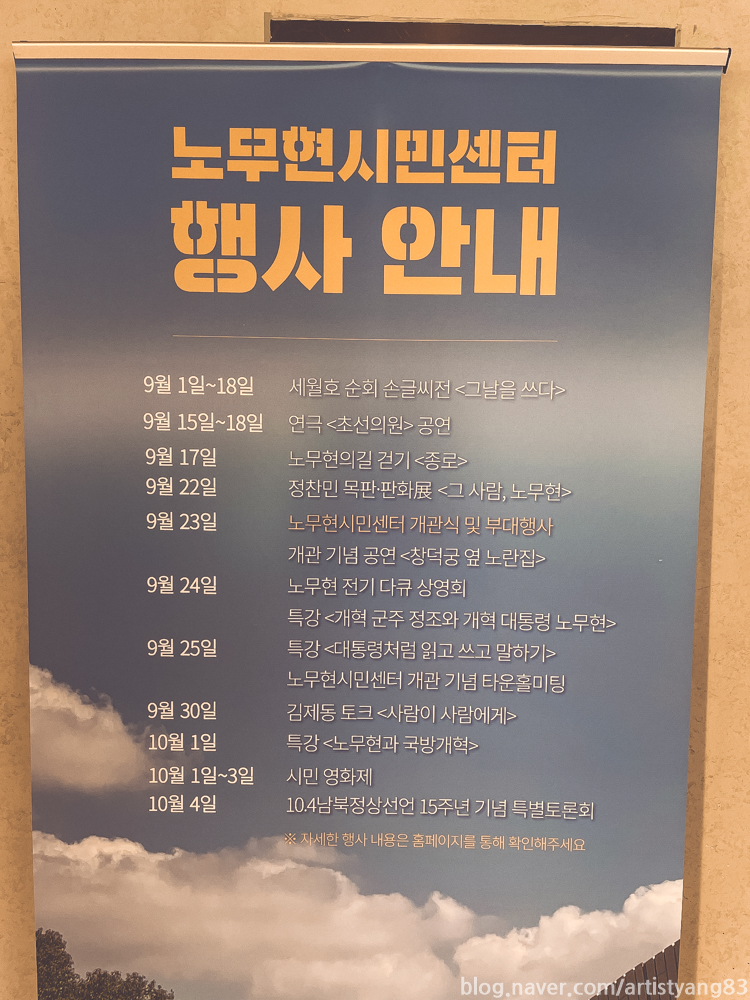 노무현시민센터
행사 안내
9월 1일~18일 세월호 순회 손글씨전 <그날을 쓰다>
9월 15일~18일 연극 <초선의원> 공연
9월 17일 노무현의길 걷기 <종로>
9월 22일 정찬민 목판·판화展 <그 사람, 노무현>
9월 23일 노무현시민센터 개관식 및 부대행사
개관 기념 공연 <창덕궁 옆 노란집>
9월 24일 노무현 전기 다큐 상영회
특강 <개혁 군주 정조와 개혁 대통령 노무현>
9월 25일 특강 <대통령처럼 읽고 쓰고 말하기>
노무현시민센터 개관 기념 타운홀미팅
9월 30일 김제동 토크 <사람이 사람에게>
10월 1일 특강 <노무현과 국방개혁>
10월 1일~3일 시민 영화제
10월 4일 10.4남북정상선언 15주년 기념 특별토론회
※ 자세한 행사 내용은 홈페이지를 통해 확인해주세요
blog.naver.com/artistyang83